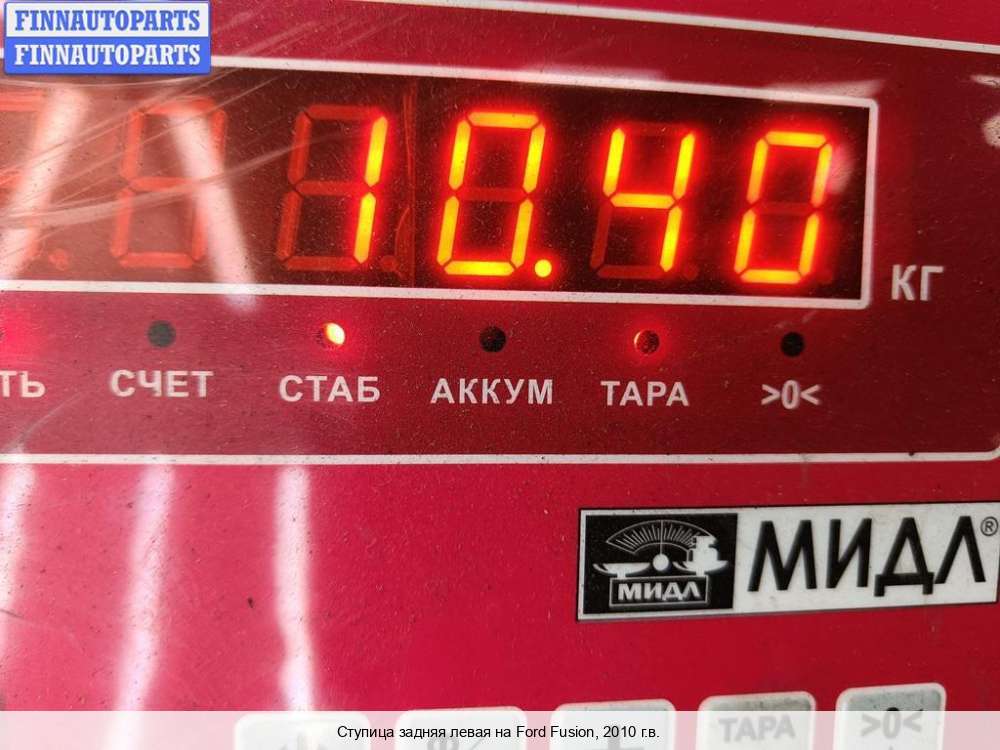 FINNAUTOPARTS
FINNAUTOPARTS
10.40
КГ
ТЬ СЧЕТ СТАБ АККУМ ТАРА >0<
МИДЛ
МИДЛ®
ТАРА >0<
Ступица задняя левая на Ford Fusion, 2010 г.в.